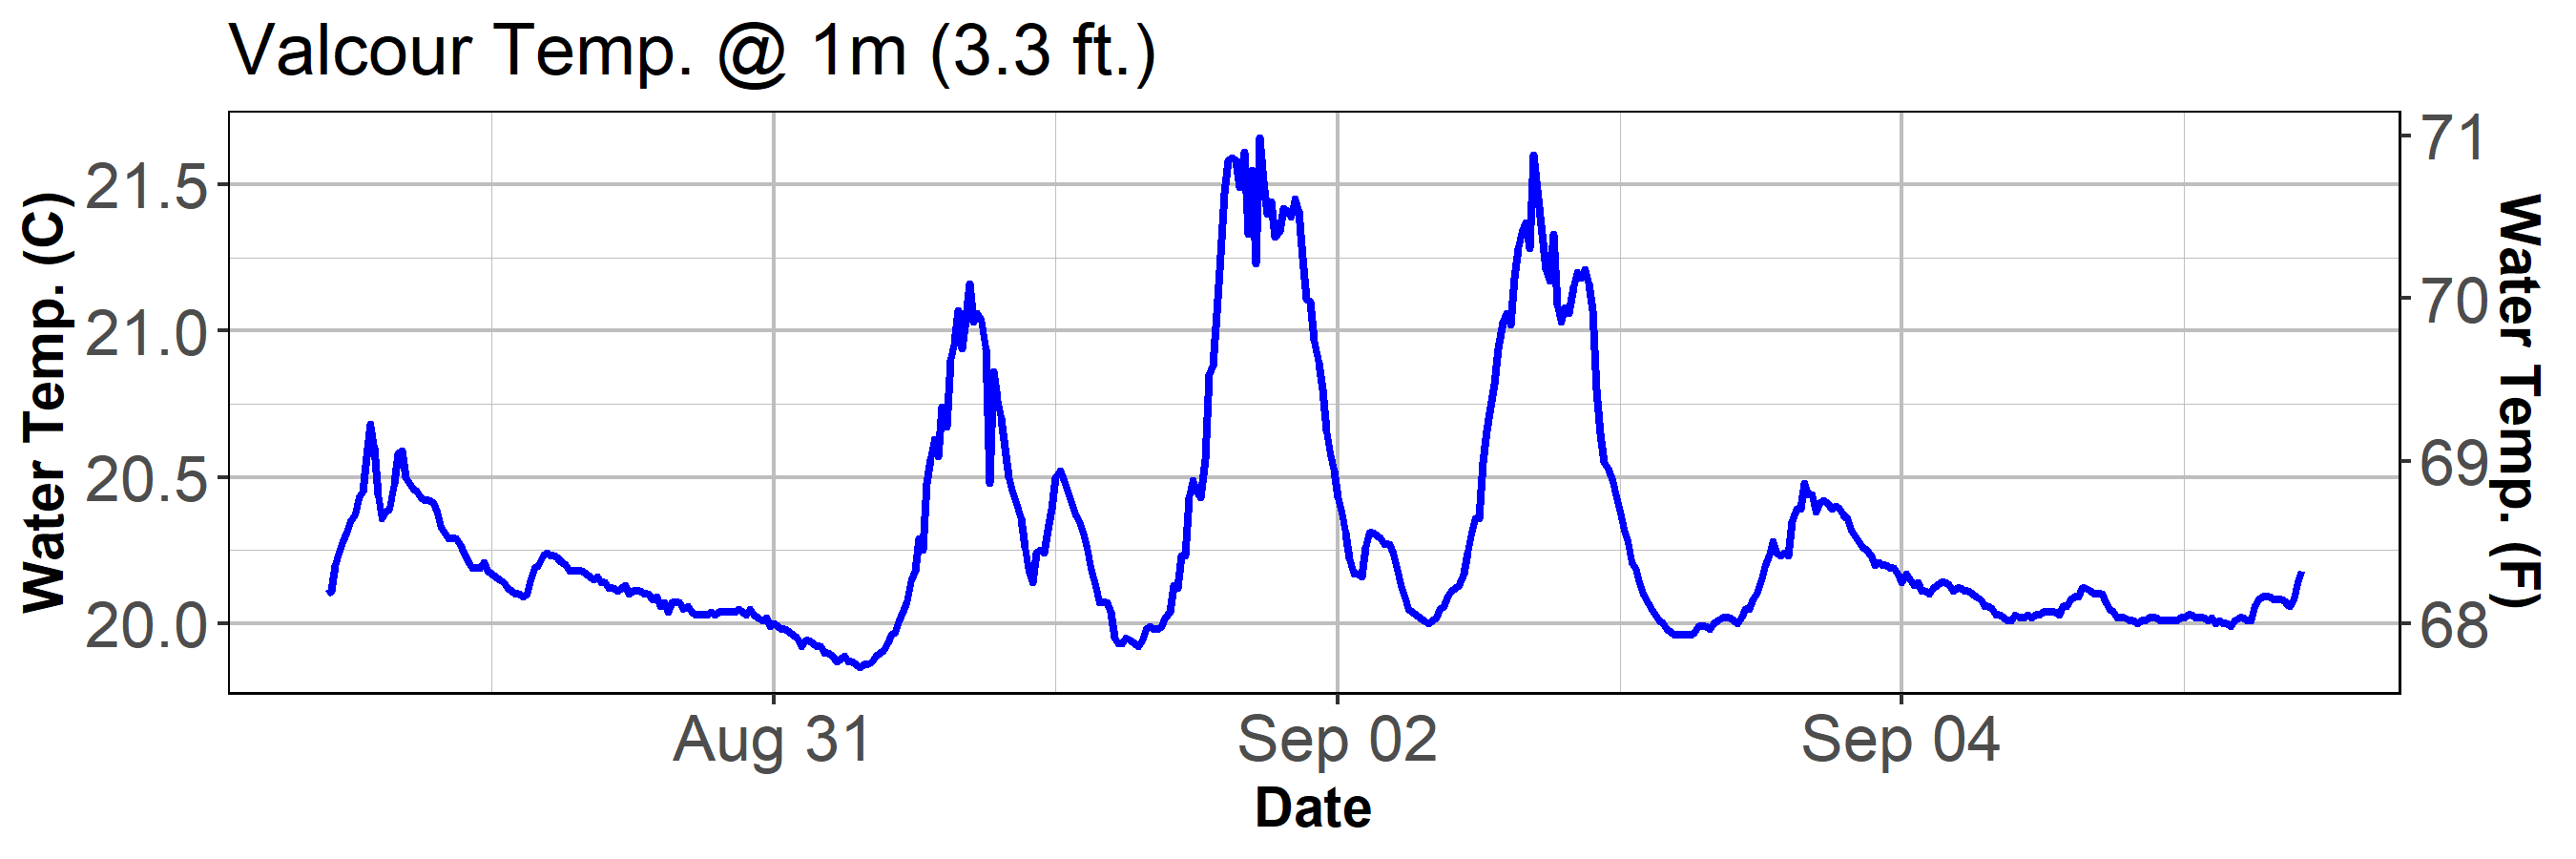 Valcour Temp. @ 1m (3.3 ft.)
Water Temp. (C)
21.5
21.0
20.5
20.0
71
70
69
68
Water Temp. (F)
Aug 31
Sep 02
Sep 04
Date